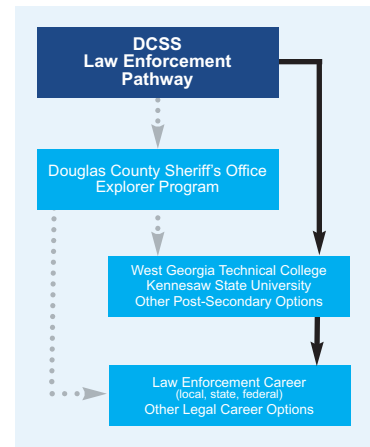 DCSS
Law Enforcement
Pathway
Douglas County Sheriff's Office
Explorer Program
West Georgia Technical College
Kennesaw State University
Other Post-Secondary Options
Law Enforcement Career
(local, state, federal)
Other Legal Career Options